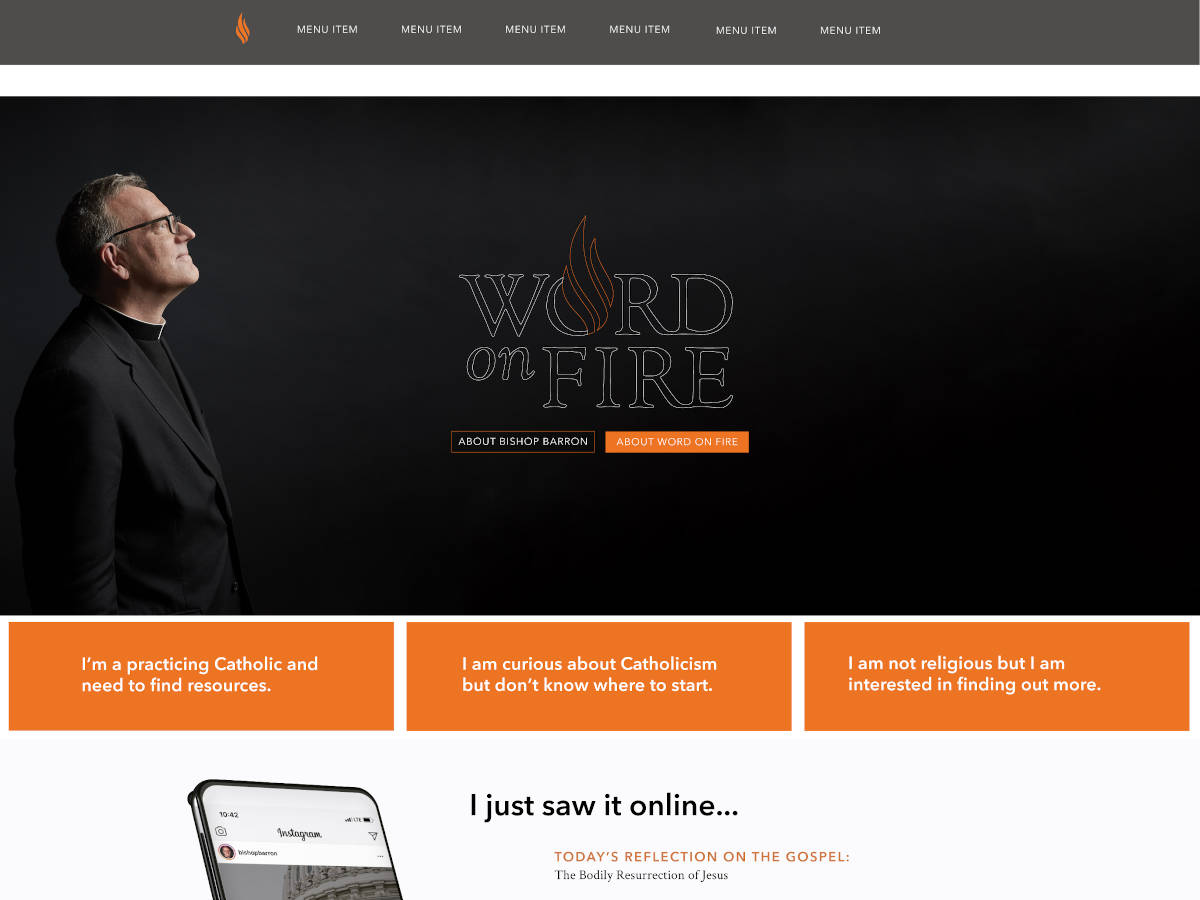 MENU ITEM MENU ITEM MENU ITEM MENU ITEM MENU ITEM MENU ITEM
WORD
on FIRE
ABOUT BISHOP BARRON ABOUT WORD ON FIRE
I’m a practicing Catholic and
need to find resources.
I am curious about Catholicism
but don’t know where to start.
I am not religious but I am
interested in finding out more.
10:42 LTE
Instagram
bishopbarron
I just saw it online...
TODAY’S REFLECTION ON THE GOSPEL:
The Bodily Resurrection of Jesus